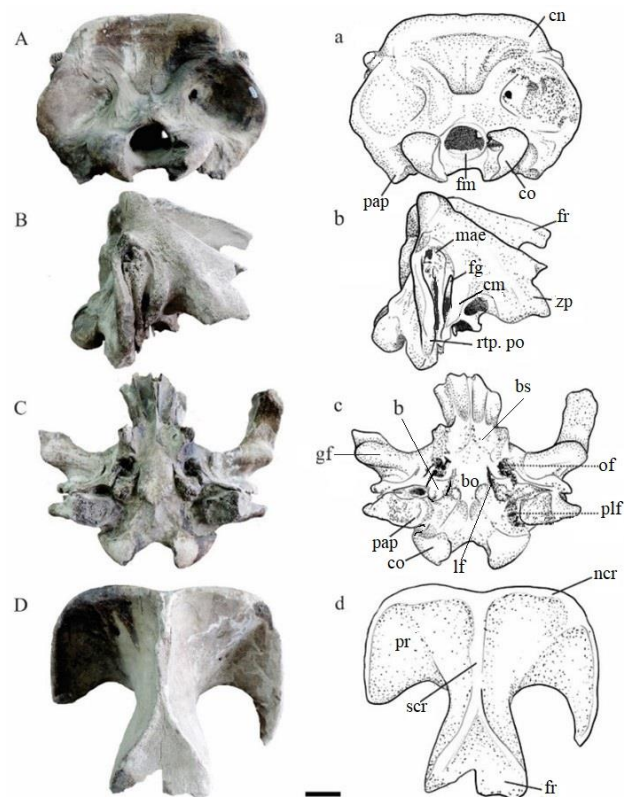 A
a
cn
pap
fm
co
B
b
fr
mae
fg
cm
zp
rtp. po
C
c
b
bs
gf
of
bo
plf
pap
co
lf
D
d
ncr
pr
scr
fr